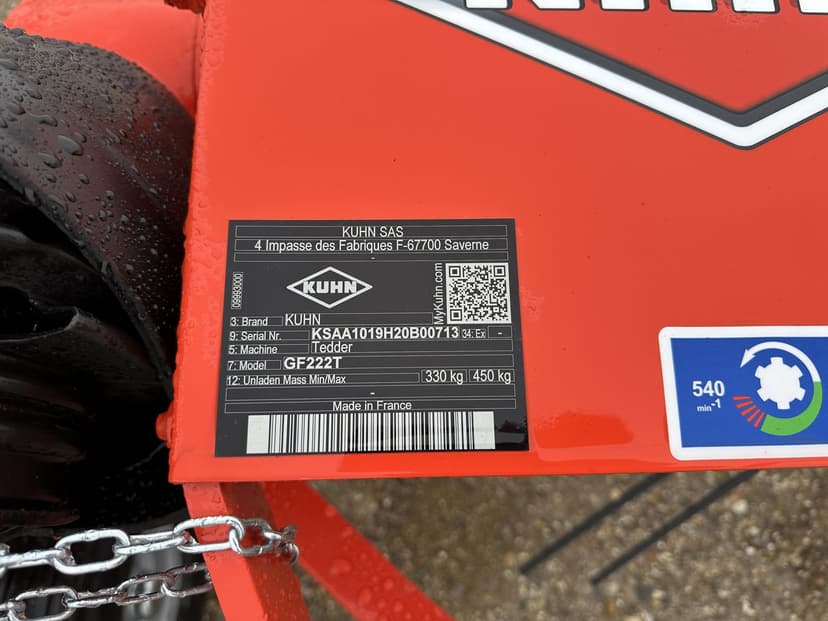 KUHN SAS
4 Impasse des Fabriques F-67700 Saverne
-
09993000
KUHN
MyKuhn.com
3: Brand KUHN
9: Serial Nr. KSAA1019H20B00713 34: Ex -
5: Machine Tedder
7: Model GF222T
12: Unladen Mass Min/Max 330 kg 450 kg
-
Made in France
540
min-1